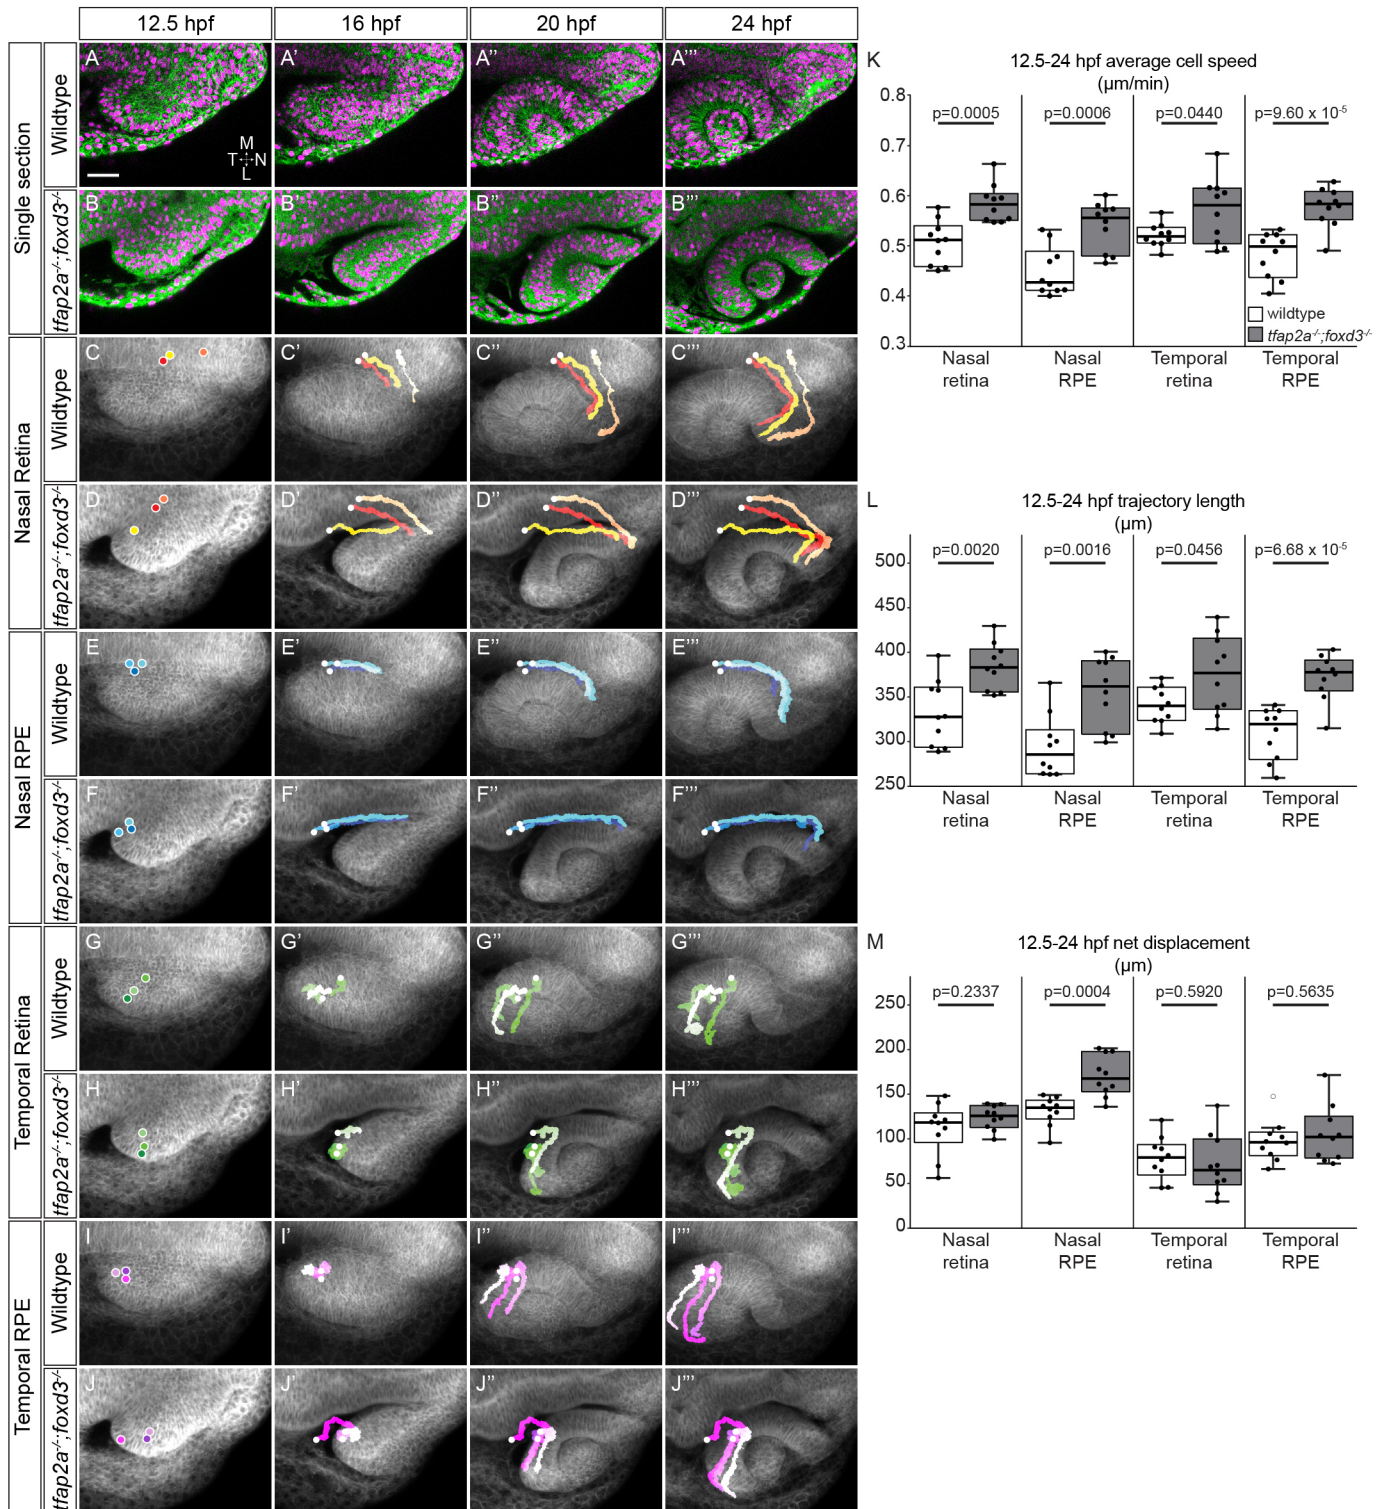 12.5 hpf 16 hpf 20 hpf 24 hpf
Single section
Wildtype
A A’ A’’ A’’’
M
T N
L
tfap2a-/-;foxd3-/-
B B’ B’’ B’’’
Nasal Retina
Wildtype
C C’ C’’ C’’’
tfap2a-/-;foxd3-/-
D D’ D’’ D’’’
Nasal RPE
Wildtype
E E’ E’’ E’’’
tfap2a-/-;foxd3-/-
F F’ F’’ F’’’
Temporal Retina
Wildtype
G G’ G’’ G’’’
tfap2a-/-;foxd3-/-
H H’ H’’ H’’’
Temporal RPE
Wildtype
I I’ I’’ I’’’
tfap2a-/-;foxd3-/-
J J’ J’’ J’’’
K
12.5-24 hpf average cell speed
(µm/min)
0.8
0.7
0.6
0.5
0.4
0.3
p=0.0005 p=0.0006 p=0.0440 p=9.60 x 10-5
wildtype
tfap2a-/-;foxd3-/-
Nasal Nasal Temporal Temporal
retina RPE retina RPE
L
12.5-24 hpf trajectory length
(µm)
500
450
400
350
300
250
p=0.0020 p=0.0016 p=0.0456 p=6.68 x 10-5
Nasal Nasal Temporal Temporal
retina RPE retina RPE
M
12.5-24 hpf net displacement
(µm)
250
200
150
100
50
0
p=0.2337 p=0.0004 p=0.5920 p=0.5635
Nasal Nasal Temporal Temporal
retina RPE retina RPE